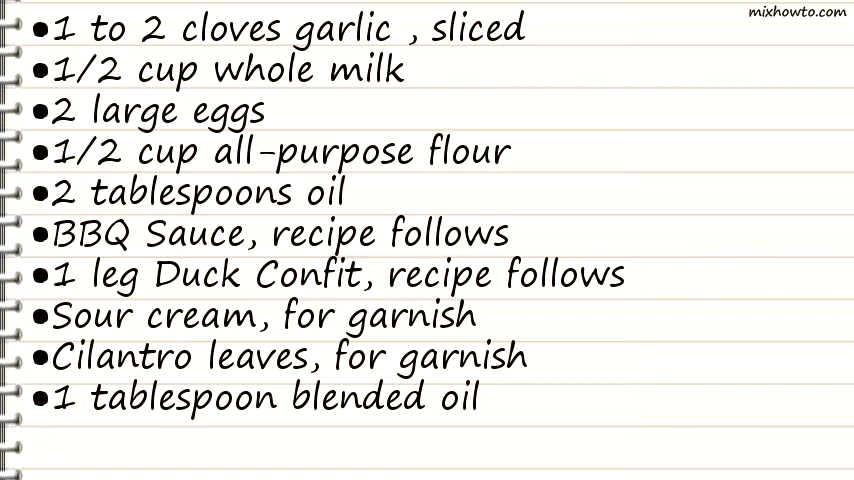 mixhowto.com
•1 to 2 cloves garlic , sliced
•1/2 cup whole milk
•2 large eggs
•1/2 cup all-purpose flour
•2 tablespoons oil
•BBQ Sauce, recipe follows
•1 leg Duck Confit, recipe follows
•Sour cream, for garnish
•Cilantro leaves, for garnish
•1 tablespoon blended oil